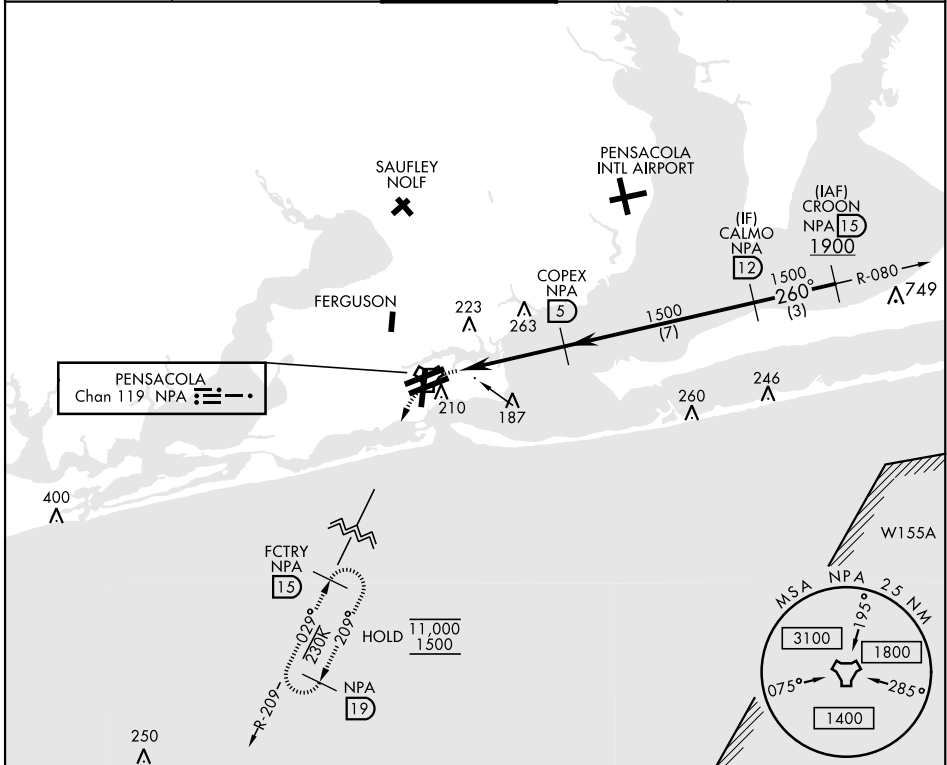 SAUFLEY
NOLF
PENSACOLA
INTL AIRPORT
(IAF)
CROON
NPA 15
1900
(IF)
CALMO
NPA
12
1500
260°
(3)
R-080
749
COPEX
NPA
5
1500
(7)
FERGUSON
223
263
PENSACOLA
Chan 119 NPA
210
187
260
246
400
W155A
FCTRY
NPA
15
029°
230K
209°
HOLD 11,000
1500
NPA
19
R-209
250
MSA NPA 25 NM
195°
3100
1800
075°
285°
1400